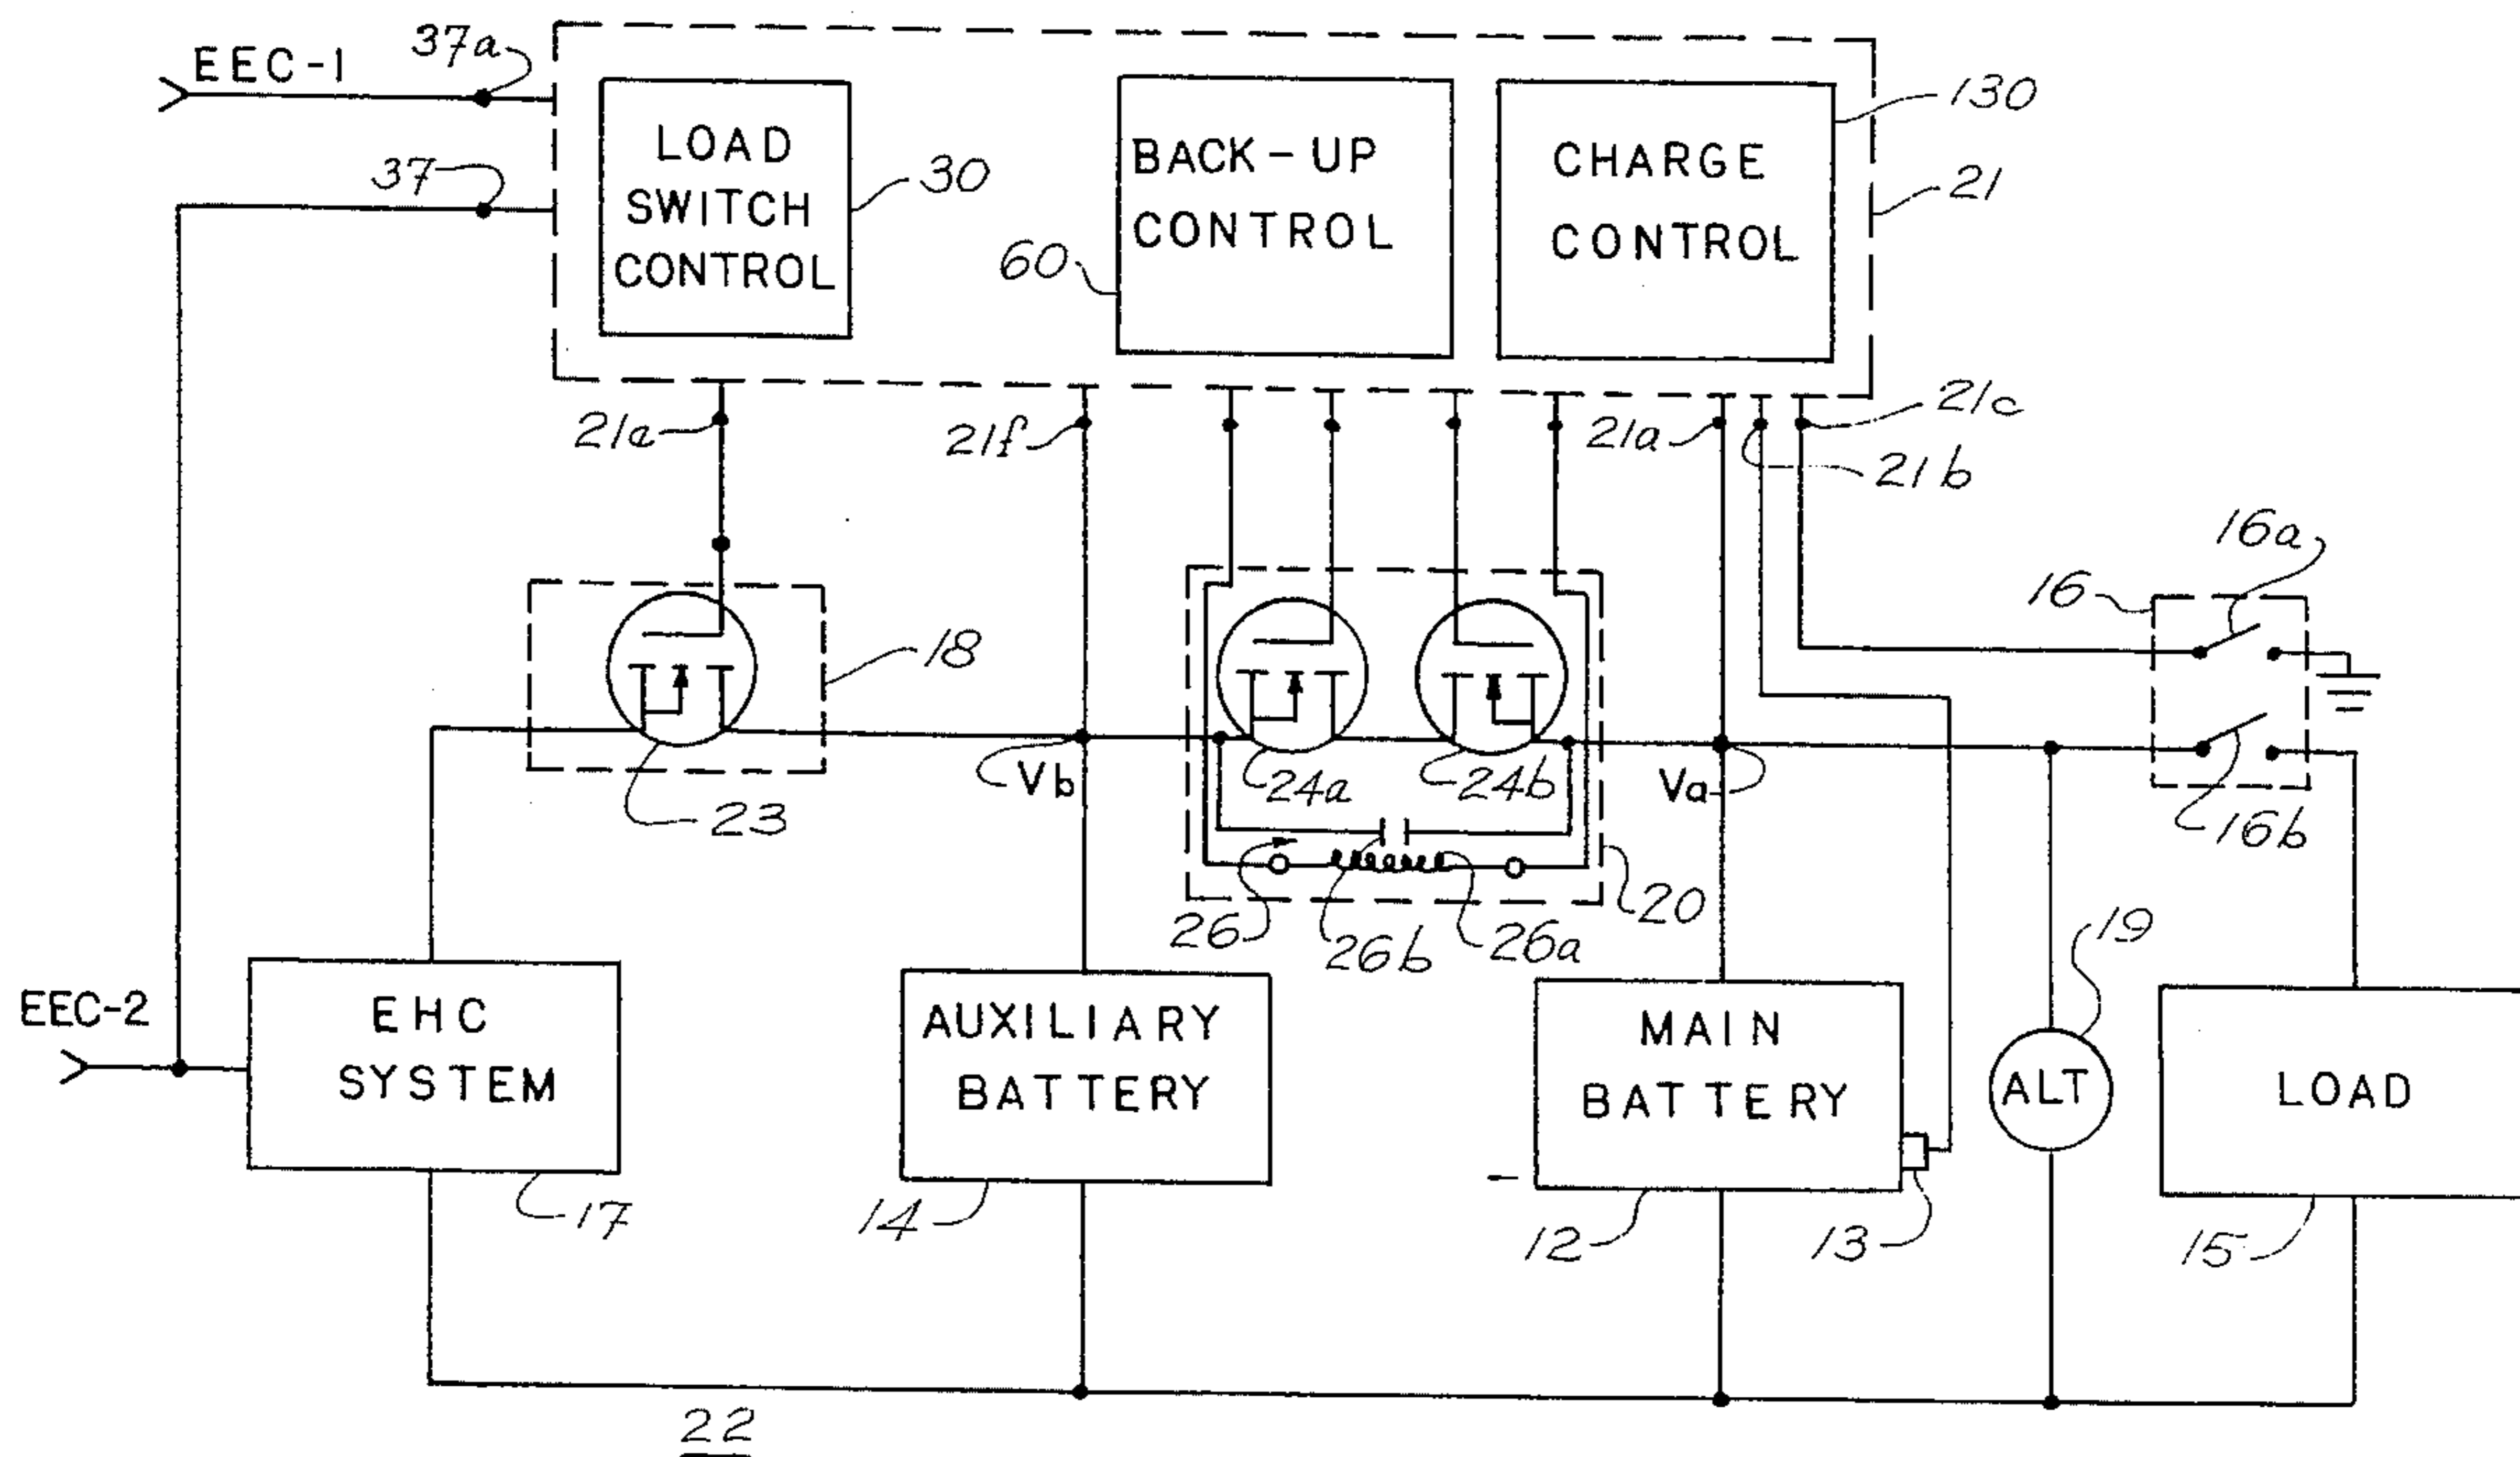 EEC-1
37a
37
LOAD
SWITCH
CONTROL
30
BACK-UP
CONTROL
60
CHARGE
CONTROL
130
21
21e
21f
21a
21b
21c
16a
16
16b
18
23
Vb
24a
24b
Va
26
26b
26a
20
19
EEC-2
EHC
SYSTEM
17
AUXILIARY
BATTERY
14
MAIN
BATTERY
12
13
ALT
LOAD
15
22